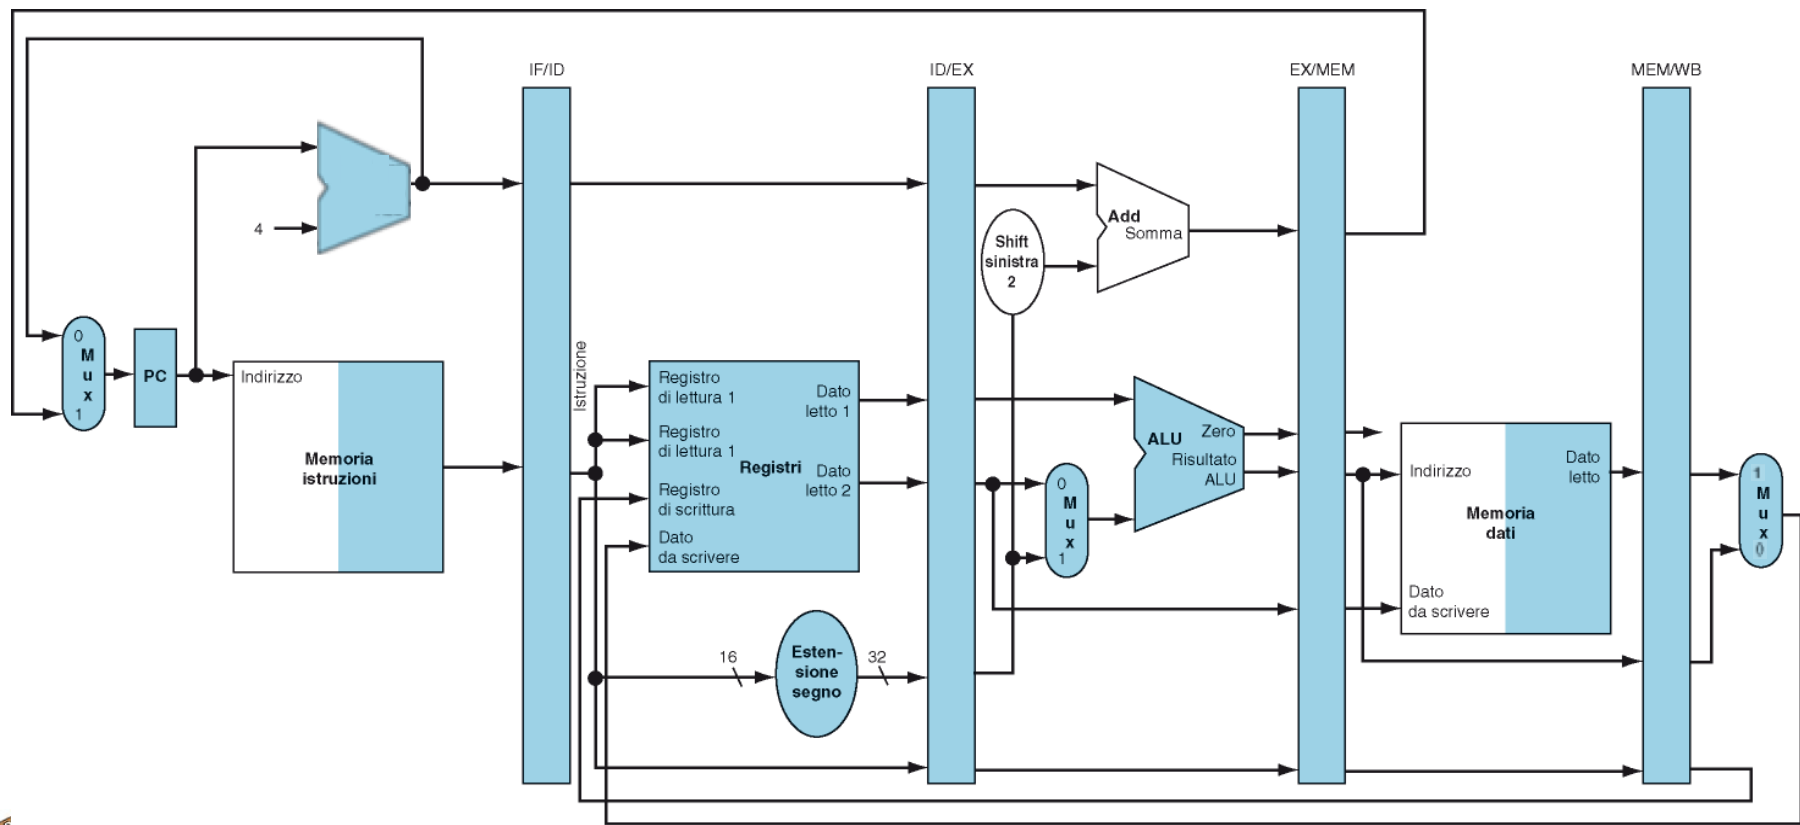 IF/ID
ID/EX
EX/MEM
MEM/WB
4
Add
Somma
Shift
sinistra
2
0
M
u
x
1
PC
Indirizzo
Memoria
istruzioni
Istruzione
Registro
di lettura 1
Registro
di lettura 1
Registro
di scrittura
Dato
da scrivere
Registri
Dato
letto 1
Dato
letto 2
16
Esten-
sione
segno
32
0
M
u
x
1
ALU
Zero
Risultato
ALU
Indirizzo
Dato
letto
Memoria
dati
Dato
da scrivere
1
M
u
x
0